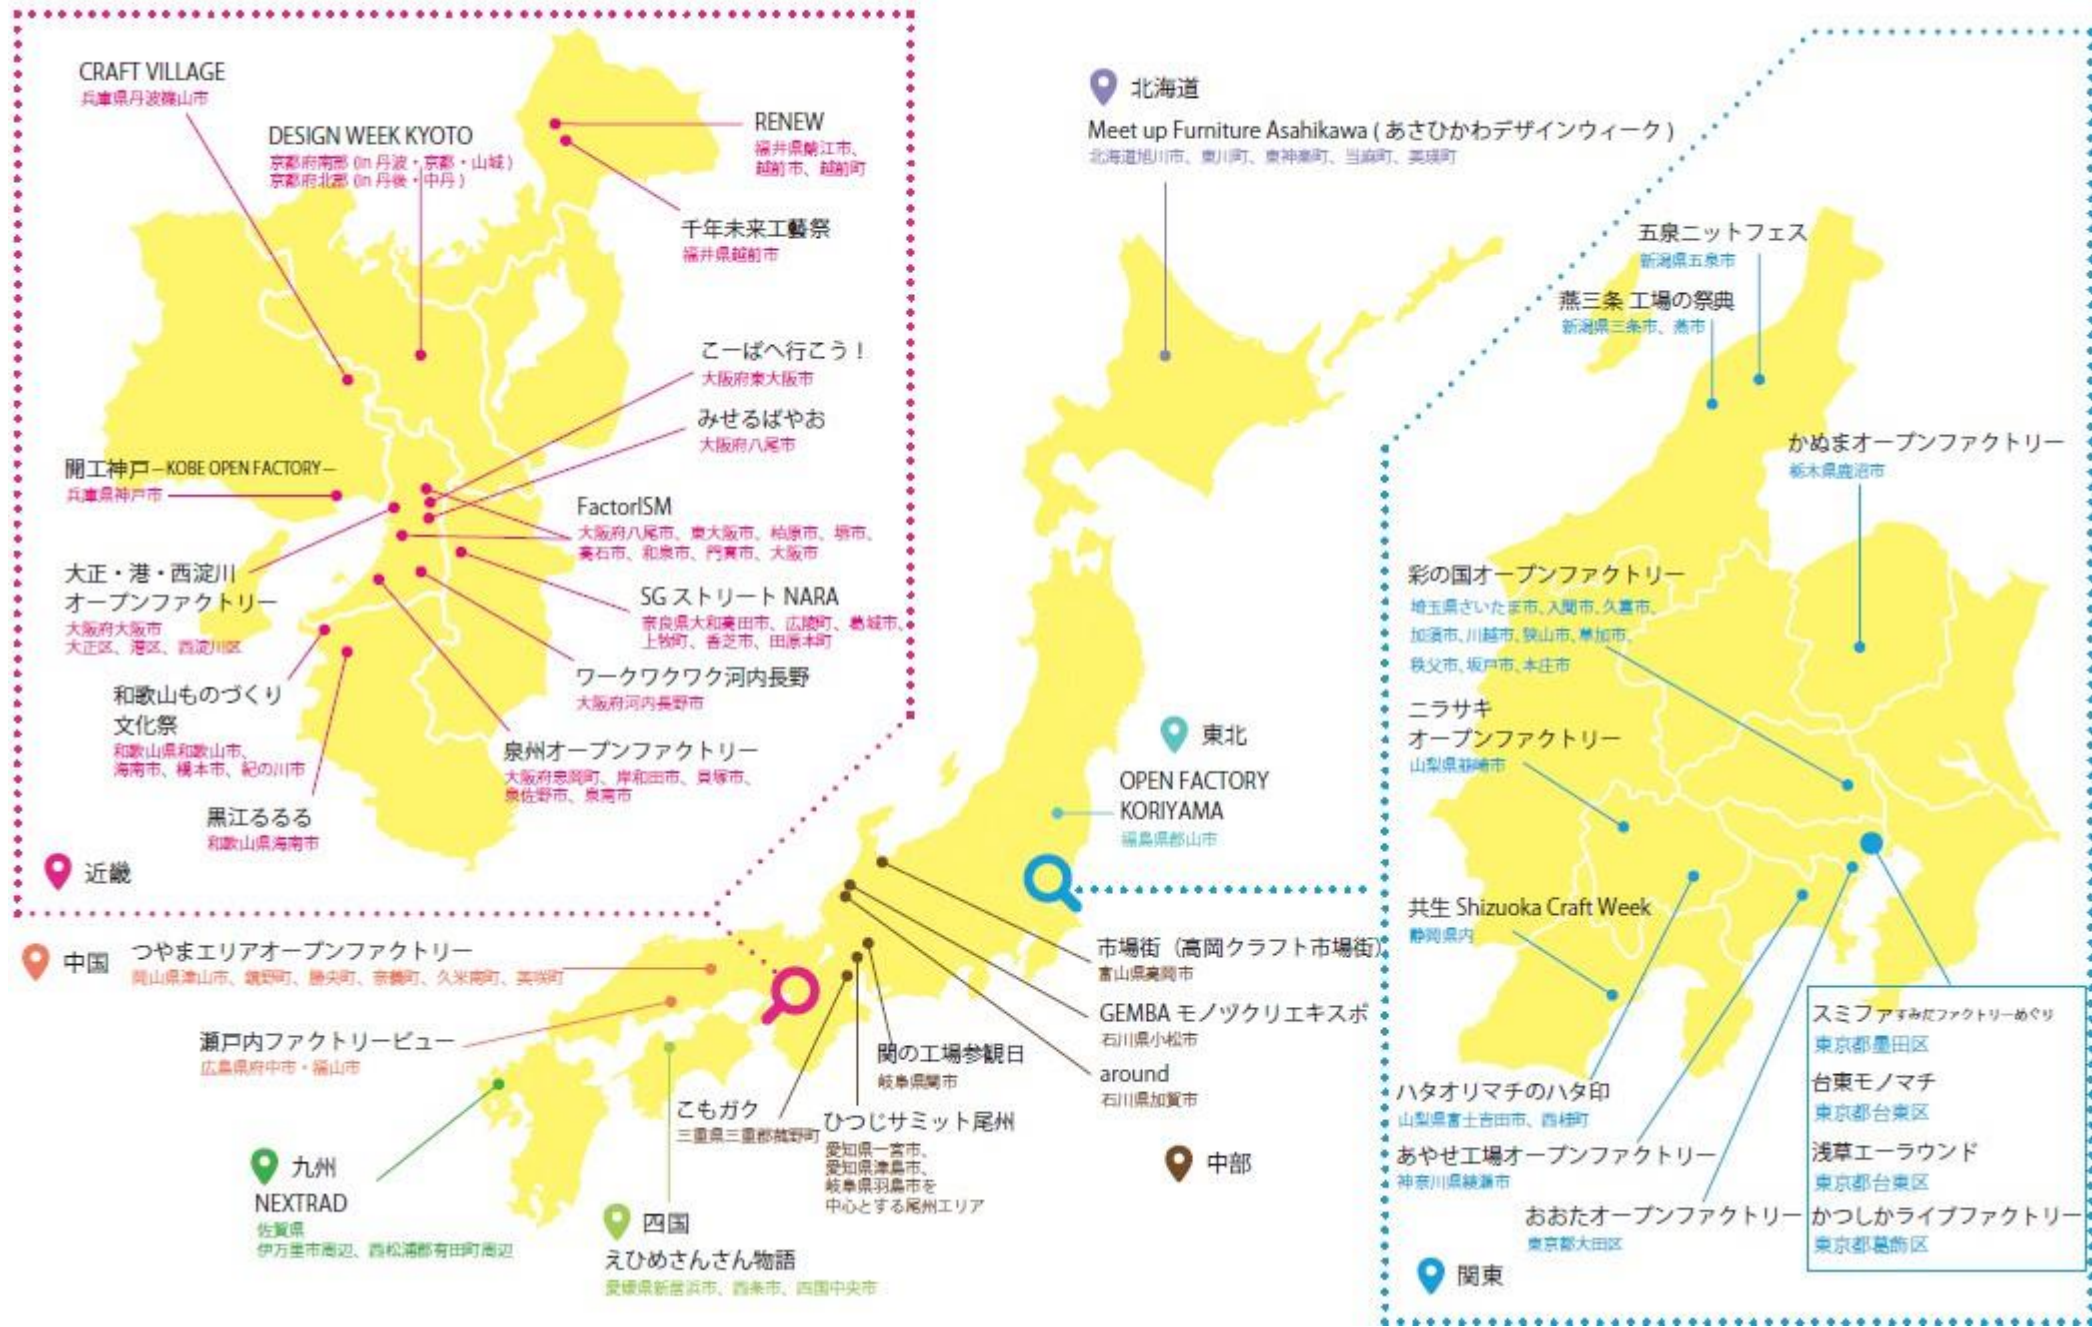 CRAFT VILLAGE
兵庫県丹波篠山市
DESIGN WEEK KYOTO
京都府南部 (in 丹波・京都・山城)
京都府北部 (in 丹後・中丹)
RENEW
福井県鯖江市、
越前市、越前町
千年未来工藝祭
福井県越前市
こーばへ行こう！
大阪府東大阪市
みせるばやお
大阪府八尾市
開工神戸–KOBE OPEN FACTORY–
兵庫県神戸市
FactorISM
大阪府八尾市、東大阪市、柏原市、堺市、
高石市、和泉市、門真市、大阪市
大正・港・西淀川
オープンファクトリー
大阪府大阪市
大正区、港区、西淀川区
SG ストリート NARA
奈良県大和高田市、広陵町、葛城市、
上牧町、香芝市、田原本町
ワークワクワク河内長野
大阪府河内長野市
和歌山ものづくり
文化祭
和歌山県和歌山市、
海南市、橋本市、紀の川市
泉州オープンファクトリー
大阪府忠岡町、岸和田市、貝塚市、
泉佐野市、泉南市
黒江るるる
和歌山県海南市
近畿
北海道
Meet up Furniture Asahikawa ( あさひかわデザインウィーク )
北海道旭川市、東川町、東神楽町、当麻町、美瑛町
東北
OPEN FACTORY
KORIYAMA
福島県郡山市
中国
つやまエリアオープンファクトリー
岡山県津山市、鏡野町、勝央町、奈義町、久米南町、美咲町
瀬戸内ファクトリービュー
広島県府中市・福山市
九州
NEXTRAD
佐賀県
伊万里市周辺、西松浦郡有田町周辺
四国
えひめさんさん物語
愛媛県新居浜市、西条市、四国中央市
市場街（高岡クラフト市場街）
富山県高岡市
GEMBA モノヅクリエキスポ
石川県小松市
around
石川県加賀市
関の工場参観日
岐阜県関市
こもガク
三重県三重郡菰野町
ひつじサミット尾州
愛知県一宮市、
愛知県津島市、
岐阜県羽島市を
中心とする尾州エリア
中部
五泉ニットフェス
新潟県五泉市
燕三条 工場の祭典
新潟県三条市、燕市
かぬまオープンファクトリー
栃木県鹿沼市
彩の国オープンファクトリー
埼玉県さいたま市、入間市、久喜市、
加須市、川越市、狭山市、草加市、
秩父市、坂戸市、本庄市
ニラサキ
オープンファクトリー
山梨県韮崎市
共生 Shizuoka Craft Week
静岡県内
ハタオリマチのハタ印
山梨県富士吉田市、西桂町
あやせ工場オープンファクトリー
神奈川県綾瀬市
おおたオープンファクトリー
東京都大田区
スミファ すみだファクトリーめぐり
東京都墨田区
台東モノマチ
東京都台東区
浅草エーラウンド
東京都台東区
かつしかライブファクトリー
東京都葛飾区
関東